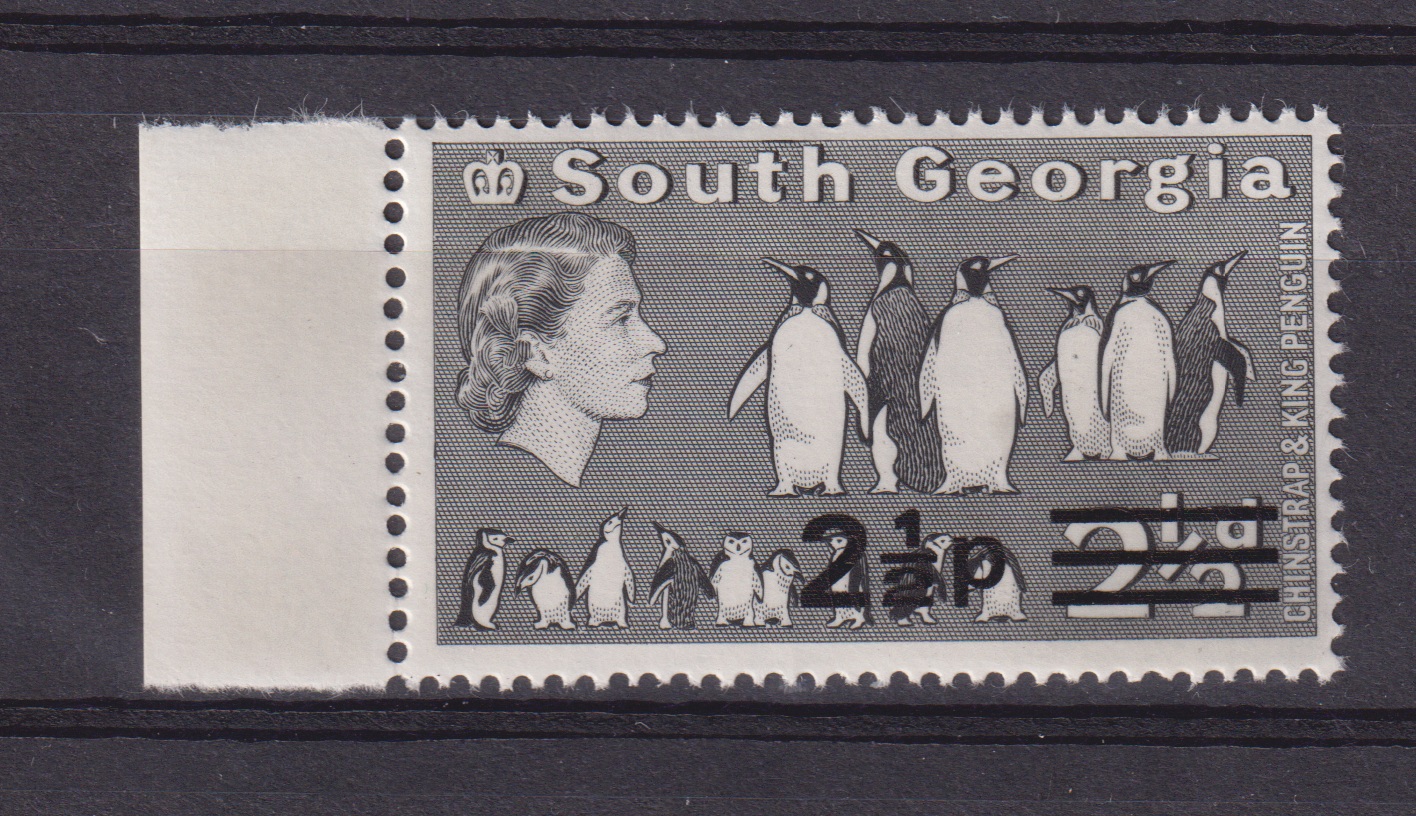 South Georgia
CHINSTRAP & KING PENGUIN
2½p
2½d